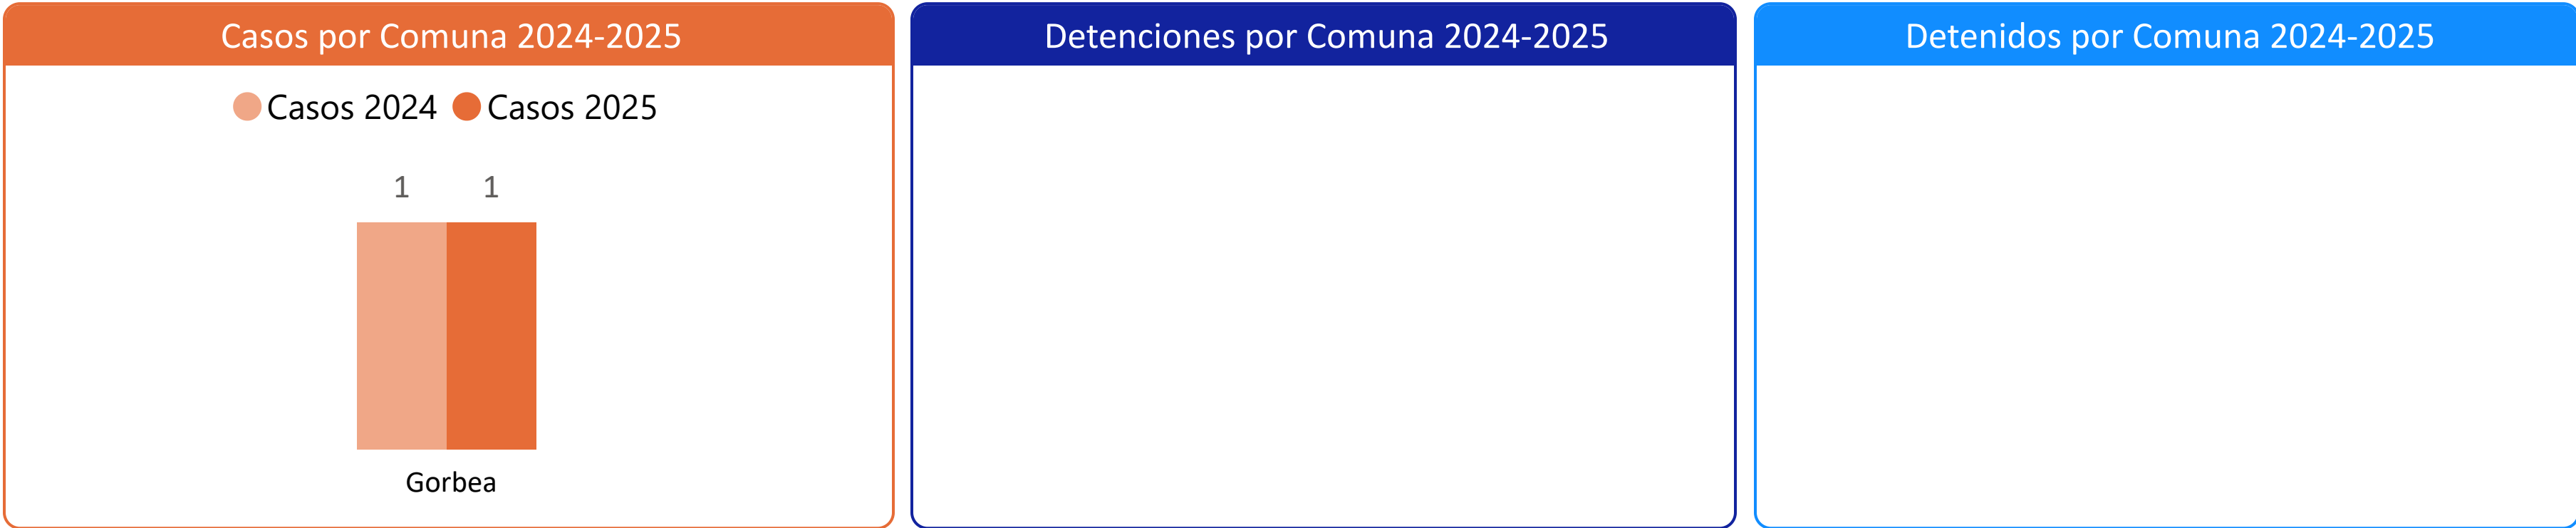 Casos por Comuna 2024-2025
Casos 2024 Casos 2025
1 1
Gorbea
Detenciones por Comuna 2024-2025
Detenidos por Comuna 2024-2025